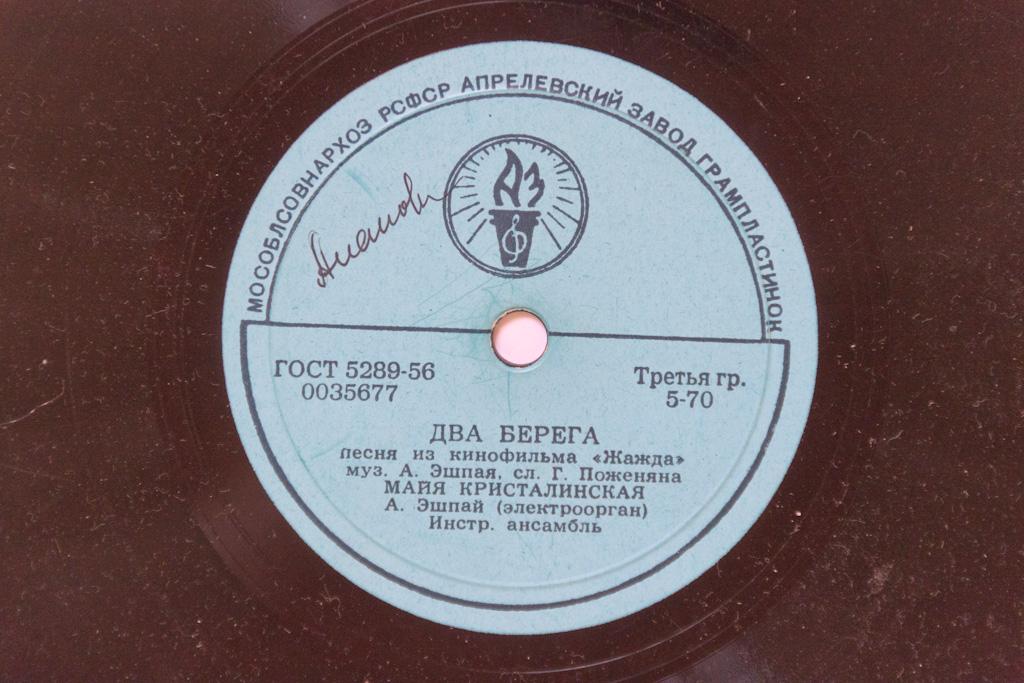 МОСОБЛСОВНАРХОЗ РСФСР АПРЕЛЕВСКИЙ ЗАВОД ГРАМПЛАСТИНОК
АЗ
ГОСТ 5289-56
0035677
Третья гр.
5-70
ДВА БЕРЕГА
песня из кинофильма «Жажда»
муз. А. Эшпая, сл. Г. Поженяна
МАЙЯ КРИСТАЛИНСКАЯ
А. Эшпай (электроорган)
Инстр. ансамбль